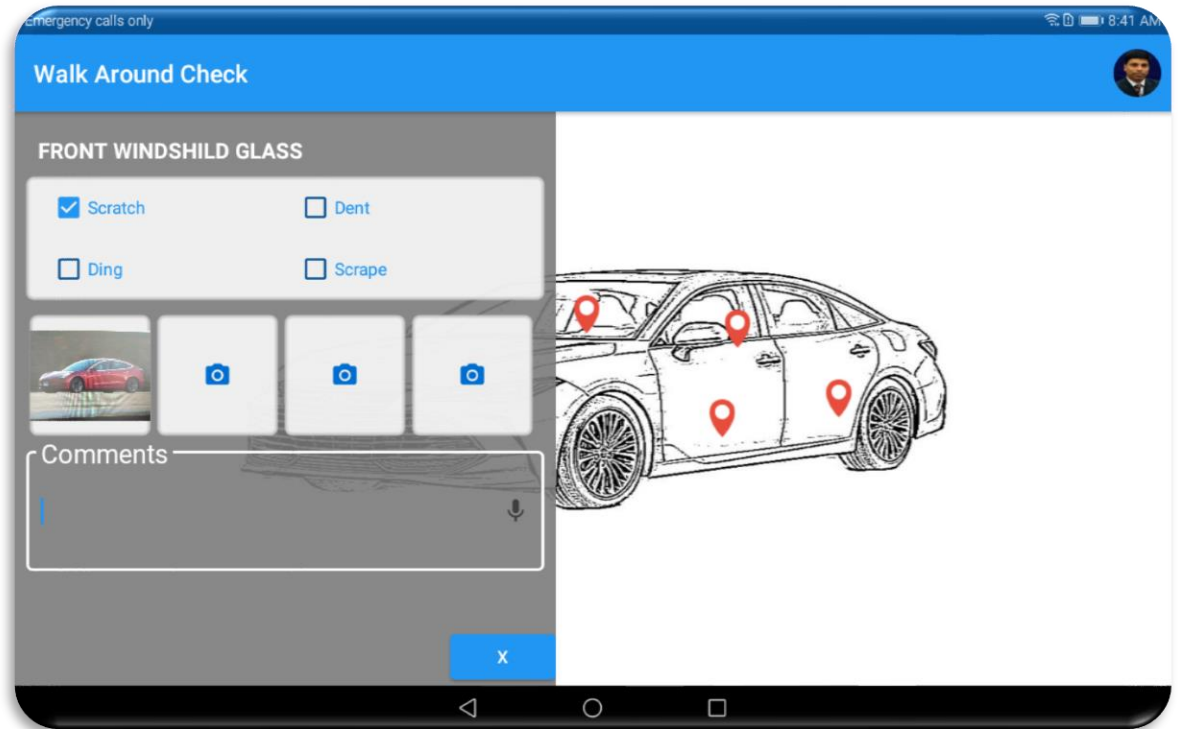 Emergency calls only 8:41 AM
Walk Around Check
FRONT WINDSHILD GLASS
Scratch Dent
Ding Scrape
Comments
X